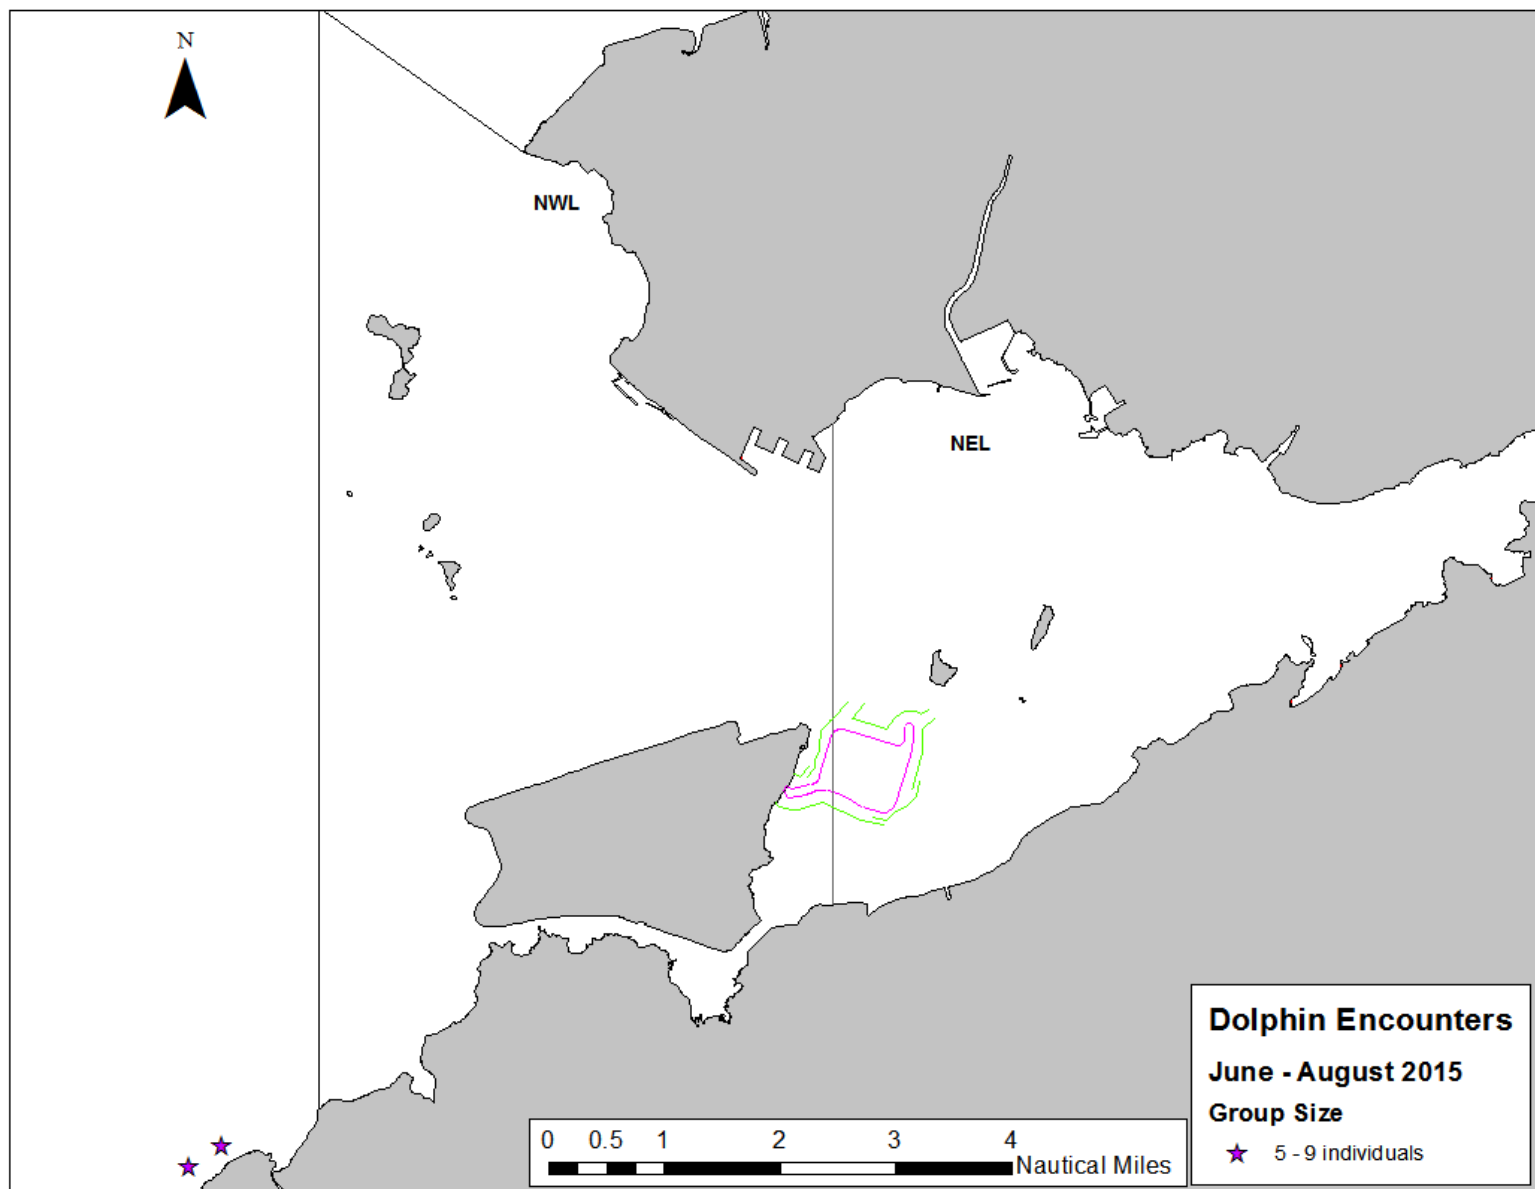 N
NWL
NEL
Dolphin Encounters
June - August 2015
Group Size
5 - 9 individuals
0 0.5 1 2 3 4
Nautical Miles